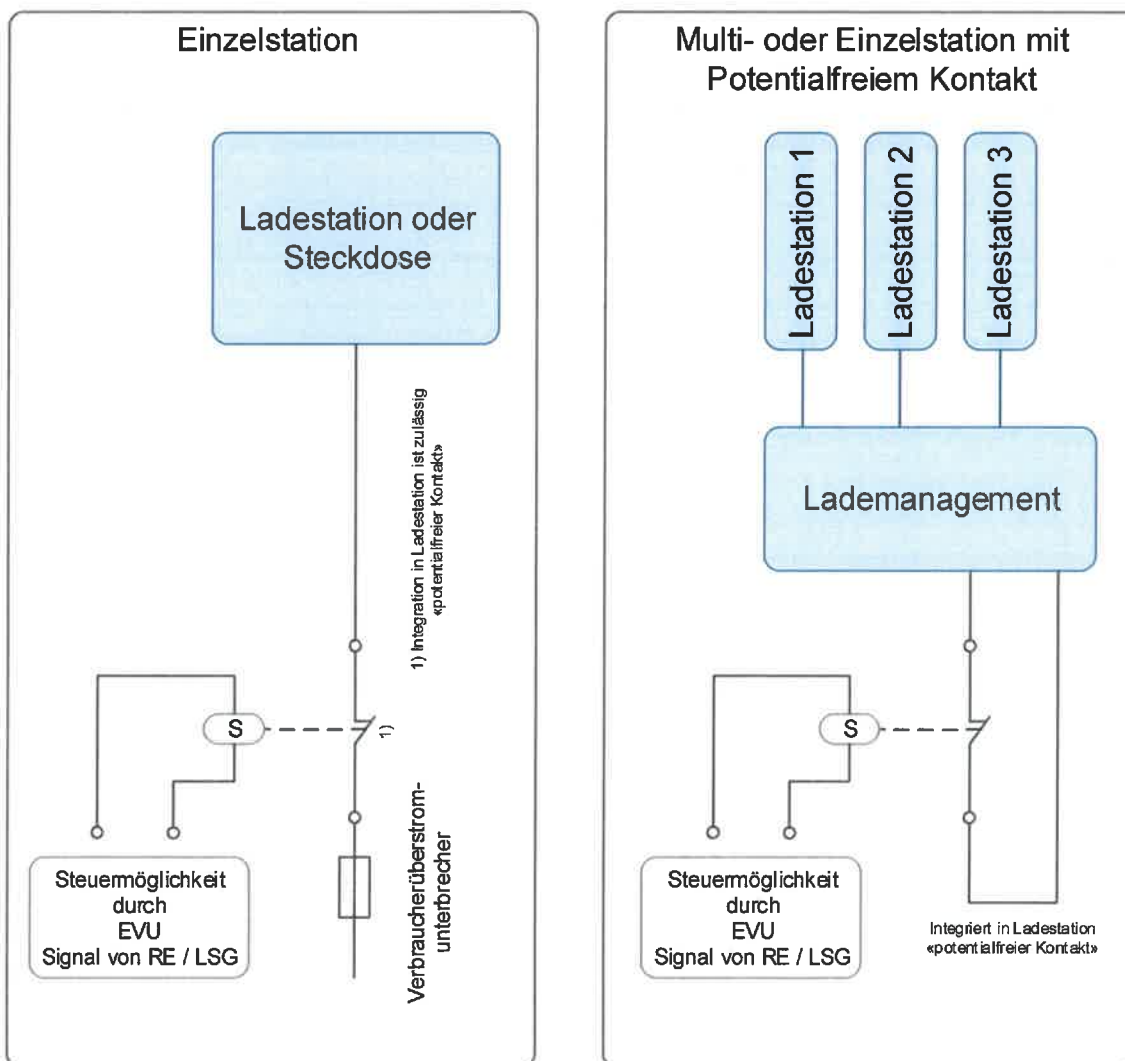 Einzelstation
Ladestation oder
Steckdose
1) Integration in Ladestation ist zulässig
«potentialfreier Kontakt»
S
1)
Verbraucherüberstrom-
unterbrecher
Steuermöglichkeit
durch
EVU
Signal von RE / LSG
Multi- oder Einzelstation mit
Potentialfreiem Kontakt
Ladestation 1
Ladestation 2
Ladestation 3
Lademanagement
S
Steuermöglichkeit
durch
EVU
Signal von RE / LSG
Integriert in Ladestation
«potentialfreier Kontakt»